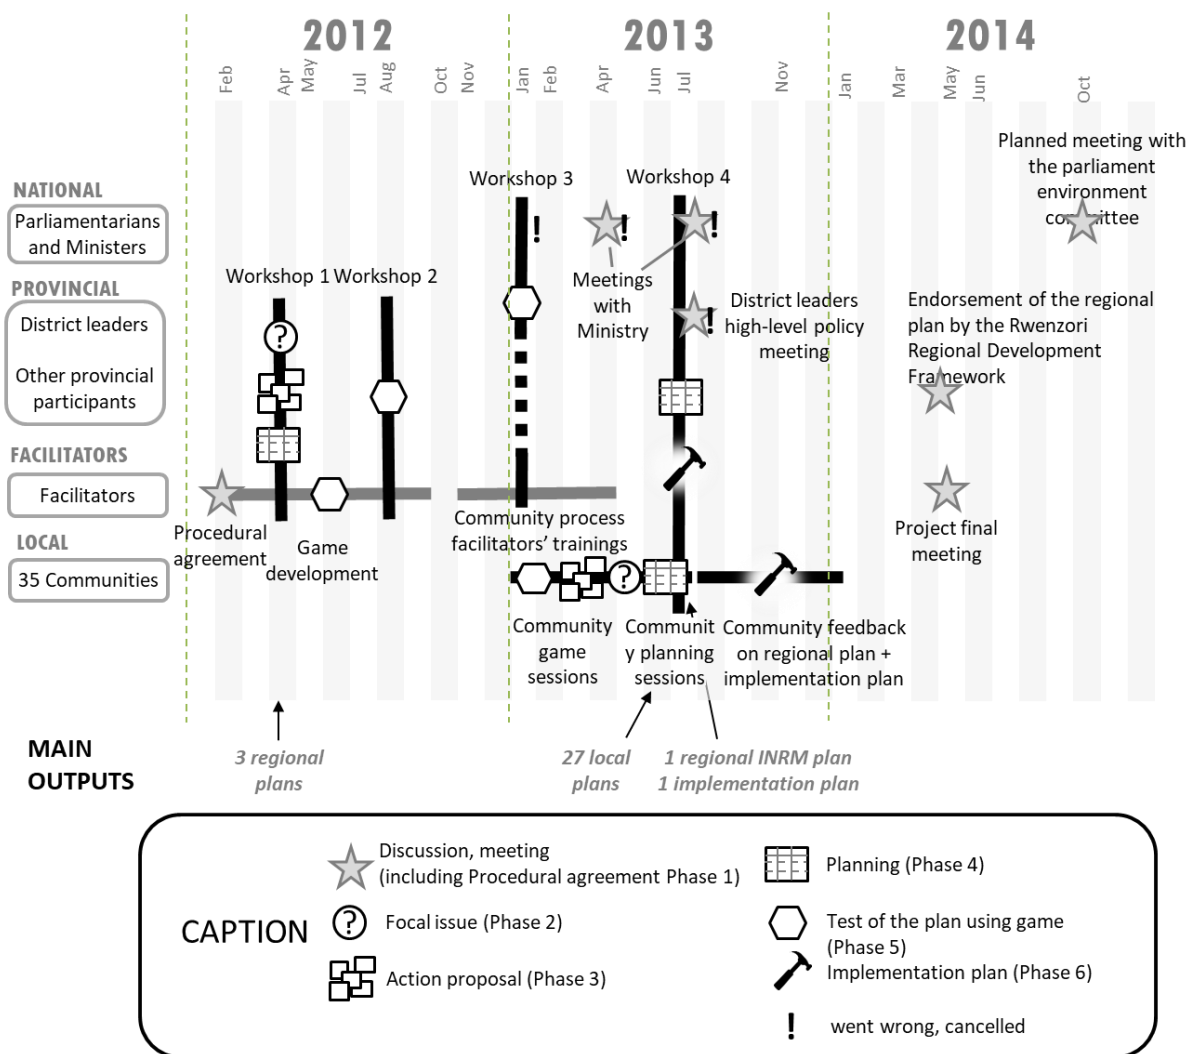 2012
2013
2014
Feb
Apr
May
Jul
Aug
Oct
Nov
Jan
Feb
Apr
Jun
Jul
Nov
Jan
Mar
May
Jun
Oct
NATIONAL
Parliamentarians
and Ministers
PROVINCIAL
District leaders
Other provincial
participants
FACILITATORS
Facilitators
LOCAL
35 Communities
Workshop 1
Workshop 2
Workshop 3
!
Workshop 4
!
!
!
?
Meetings
with
Ministry
District leaders
high-level policy
meeting
Planned meeting with
the parliament
environment
committee
Endorsement of the regional
plan by the Rwenzori
Regional Development
Framework
Procedural
agreement
Game
development
Community process
facilitators’ trainings
Project final
meeting
?
Community
game
sessions
Communit
y planning
sessions
Community feedback
on regional plan +
implementation plan
MAIN
OUTPUTS
3 regional
plans
27 local
plans
1 regional INRM plan
1 implementation plan
CAPTION
Discussion, meeting
(including Procedural agreement Phase 1)
? Focal issue (Phase 2)
Action proposal (Phase 3)
Planning (Phase 4)
Test of the plan using game
(Phase 5)
Implementation plan (Phase 6)
! went wrong, cancelled